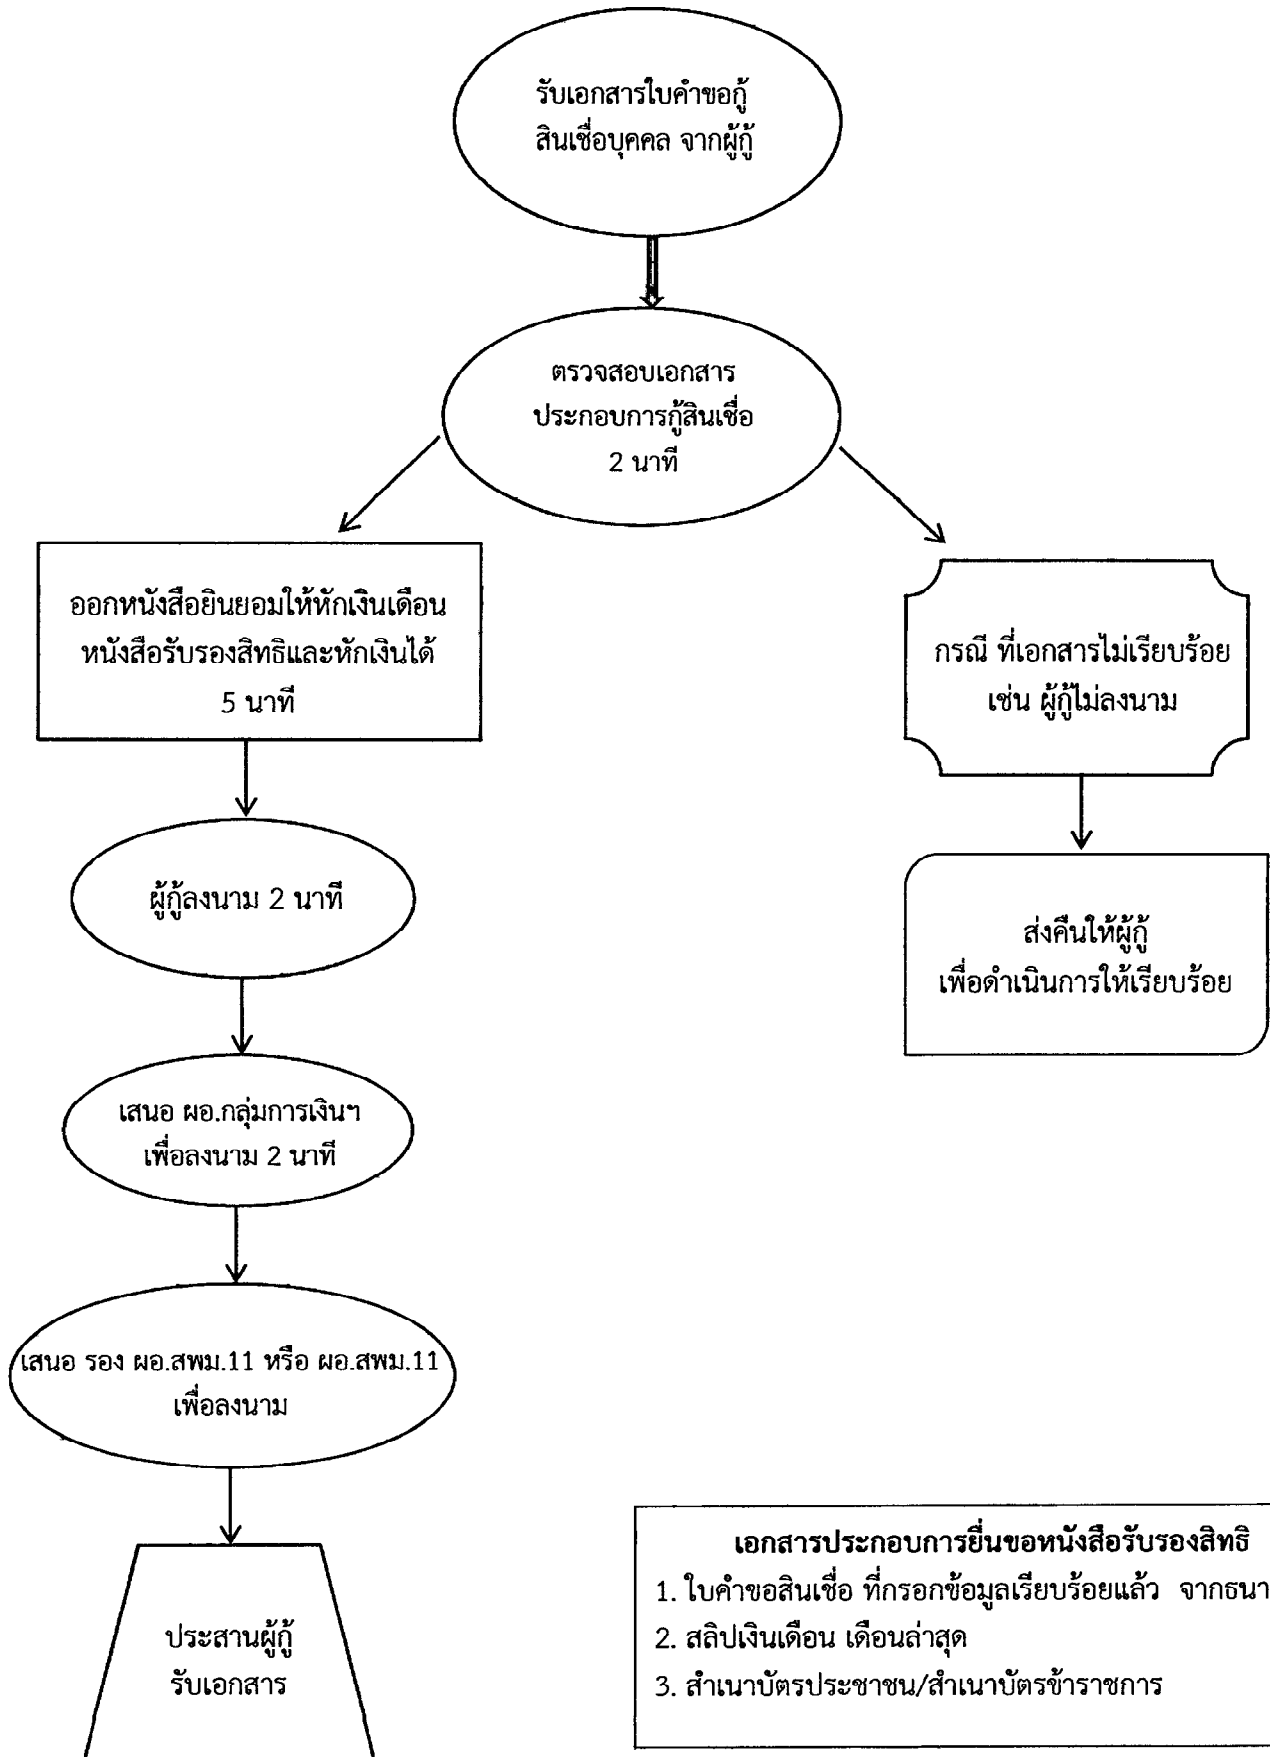 รับเอกสารใบคำขอกู้
สินเชื่อบุคคล จากผู้กู้
ตรวจสอบเอกสาร
ประกอบการกู้สินเชื่อ
2 นาที
ออกหนังสือยินยอมให้หักเงินเดือน
หนังสือรับรองสิทธิและหักเงินได้
5 นาที
กรณี ที่เอกสารไม่เรียบร้อย
เช่น ผู้กู้ไม่ลงนาม
ผู้กู้ลงนาม 2 นาที
ส่งคืนให้ผู้กู้
เพื่อดำเนินการให้เรียบร้อย
เสนอ ผอ.กลุ่มการเงินฯ
เพื่อลงนาม 2 นาที
เสนอ รอง ผอ.สพม.11 หรือ ผอ.สพม.11
เพื่อลงนาม
ประสานผู้กู้
รับเอกสาร
เอกสารประกอบการยื่นขอหนังสือรับรองสิทธิ
1. ใบคำขอสินเชื่อ ที่กรอกข้อมูลเรียบร้อยแล้ว จากธนา
2. สลิปเงินเดือน เดือนล่าสุด
3. สำเนาบัตรประชาชน/สำเนาบัตรข้าราชการ